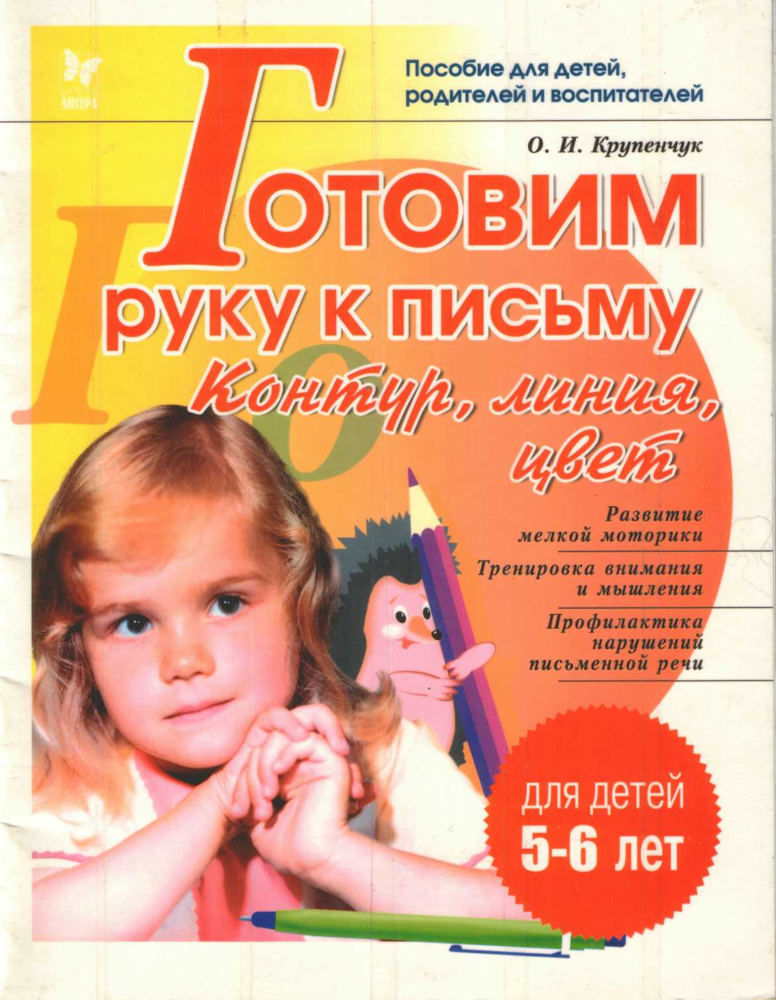 ЛИТЕРА
Пособие для детей,
родителей и воспитателей
О. И. Крупенчук
Готовим
руку к письму
Контур, линия,
цвет
Развитие
мелкой моторики
Тренировка внимания
и мышления
Профилактика
нарушений
письменной речи
для детей
5-6 лет